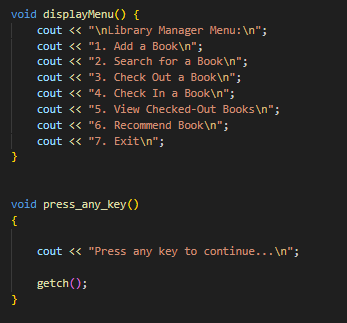 void displayMenu() {
    cout << "\nLibrary Manager Menu:\n";
    cout << "1. Add a Book\n";
    cout << "2. Search for a Book\n";
    cout << "3. Check Out a Book\n";
    cout << "4. Check In a Book\n";
    cout << "5. View Checked-Out Books\n";
    cout << "6. Recommend Book\n";
    cout << "7. Exit\n";
}
void press_any_key()
{
    cout << "Press any key to continue...\n";
    getch();
}